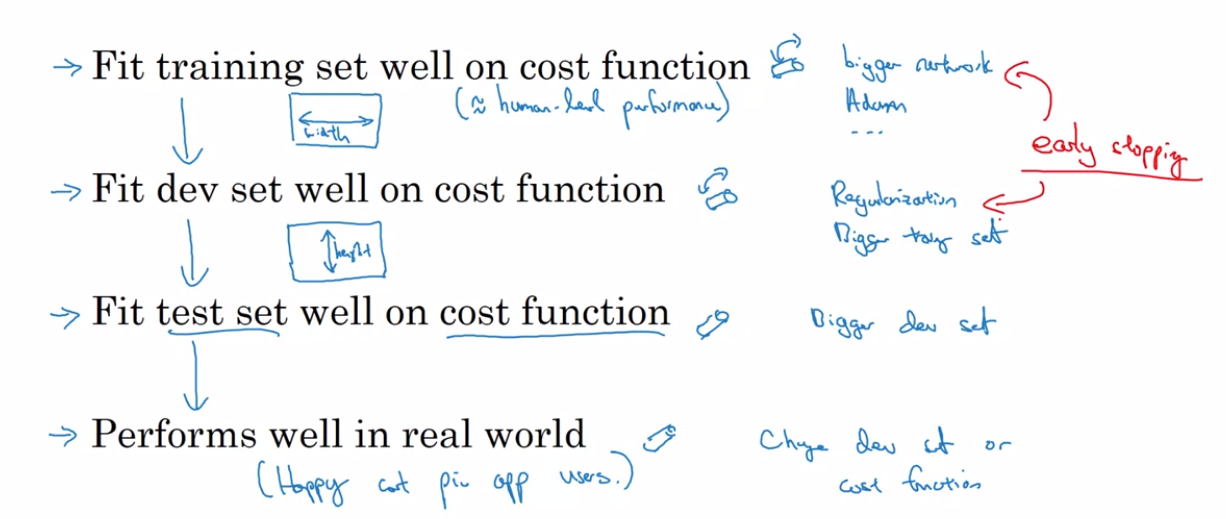 → Fit training set well on cost function
bigger network
(≈ human-level performance)
Adam
width
...
early stopping
→ Fit dev set well on cost function
Regularization
Bigger set
height
→ Fit test set well on cost function
Bigger dev set
→ Performs well in real world
Change dev set or
cost function
(Happy cat pic app users.)